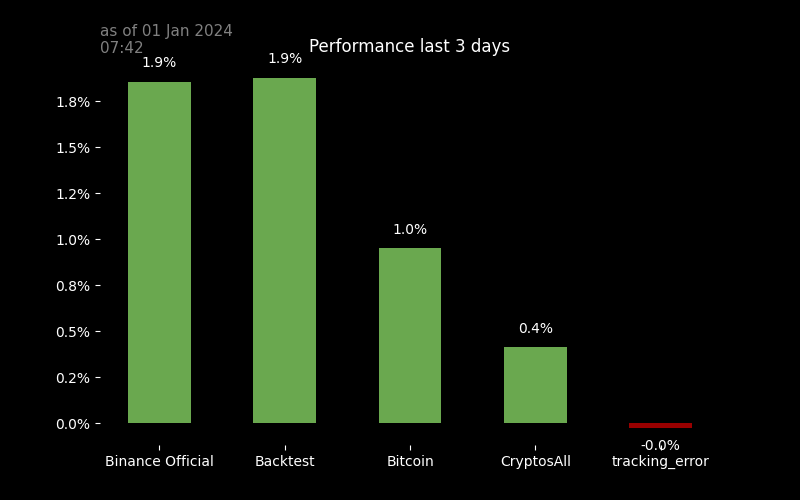 as of 01 Jan 2024
07:42
Performance last 3 days
1.9%
1.9%
1.0%
0.4%
-0.0%
1.8%
1.5%
1.2%
1.0%
0.8%
0.5%
0.2%
0.0%
Binance Official
Backtest
Bitcoin
CryptosAll
tracking_error